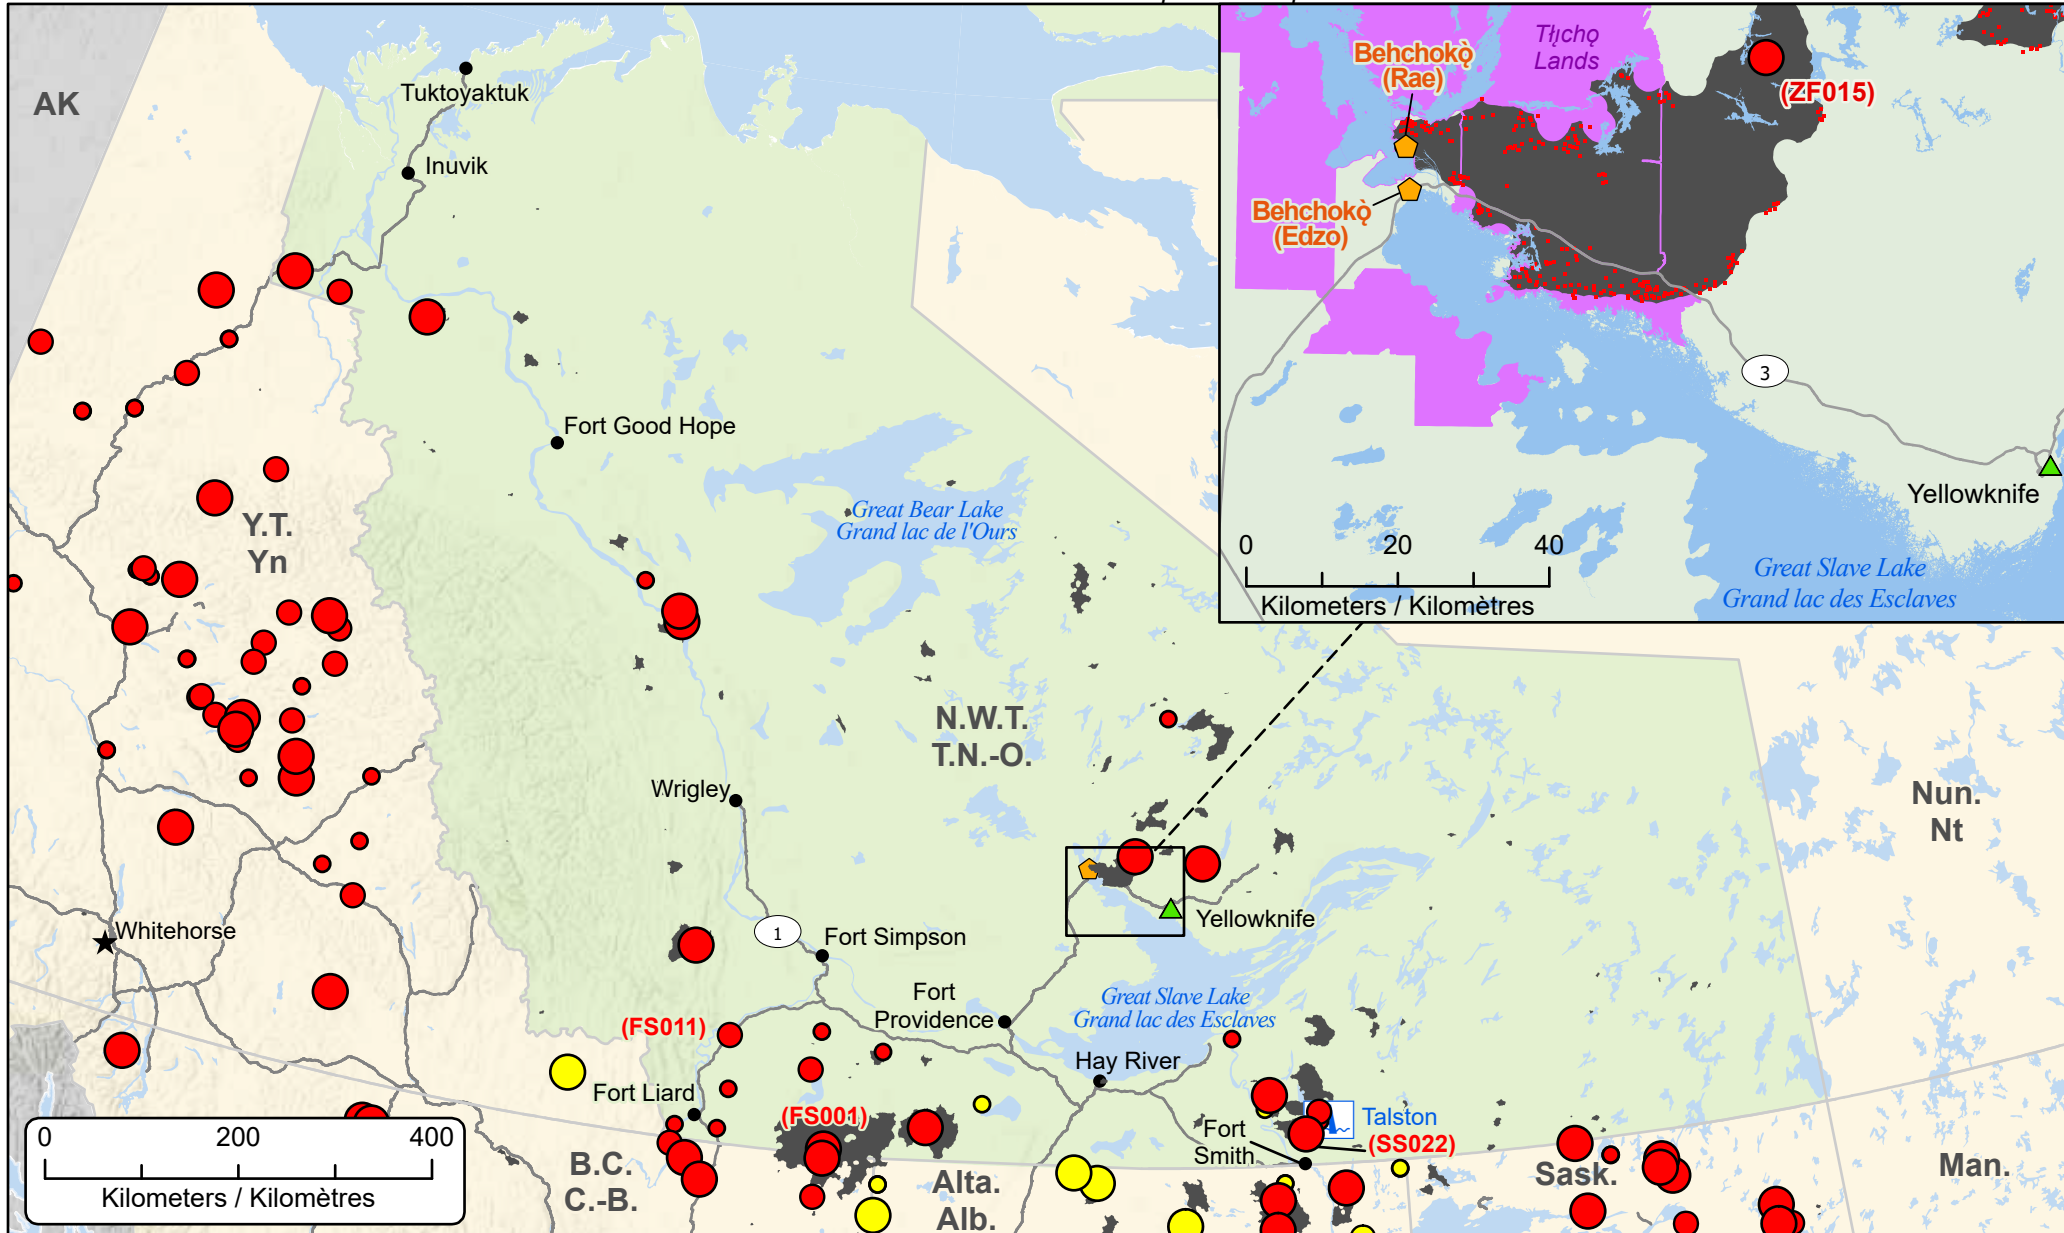 AK
Tuktoyaktuk
Inuvik
Fort Good Hope
Great Bear Lake
Grand lac de l'Ours
Y.T.
Yn
N.W.T.
T.N.-O.
Wrigley
Whitehorse
1
Fort Simpson
Yellowknife
Fort
Providence
Great Slave Lake
Grand lac des Esclaves
Hay River
(FS011)
Fort Liard
(FS001)
Fort
Smith
Talston
(SS022)
Nun.
Nt
B.C.
C.-B.
Alta.
Alb.
Sask.
Man.
0 200 400
Kilometers / Kilomètres
Tłı̨chǫ
Lands
Behchokǫ̀
(Rae)
(ZF015)
Behchokǫ̀
(Edzo)
3
Yellowknife
0 20 40
Kilometers / Kilomètres
Great Slave Lake
Grand lac des Esclaves